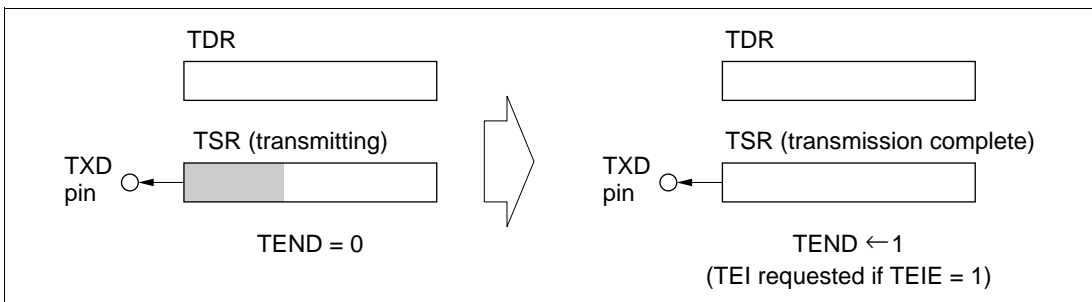 TDR
TSR (transmitting)
TXD
pin
TEND = 0
TDR
TSR (transmission complete)
TXD
pin
TEND ← 1
(TEI requested if TEIE = 1)